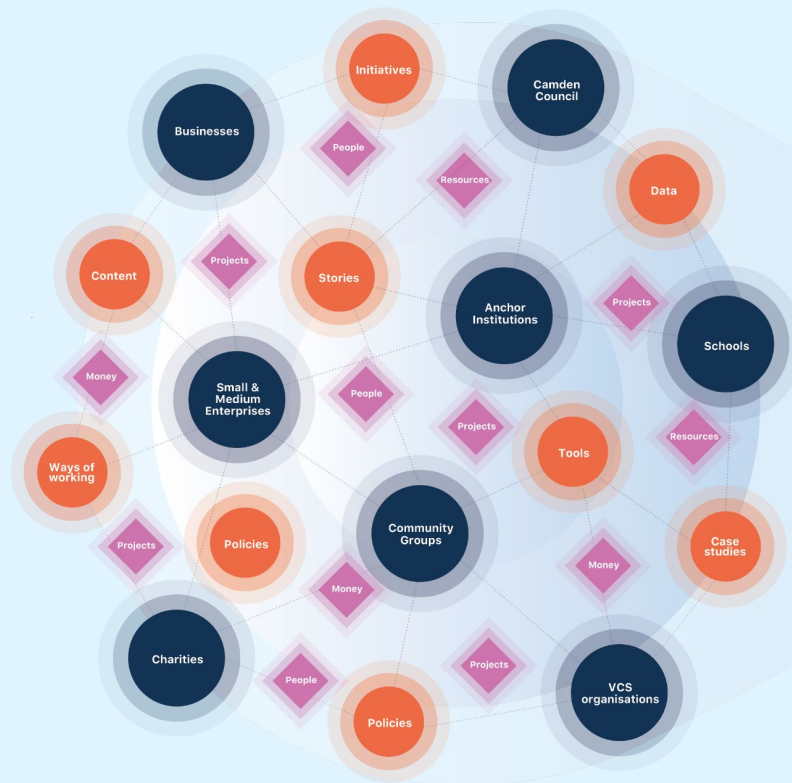 Initiatives
Camden
Council
Businesses
People
Resources
Data
Projects
Content
Stories
Anchor
Institutions
Projects
Schools
Money
Small &
Medium
Enterprises
People
Projects
Resources
Tools
Ways of
working
Policies
Community
Groups
Case
studies
Projects
Money
Money
Charities
People
Projects
VCS
organisations
Policies